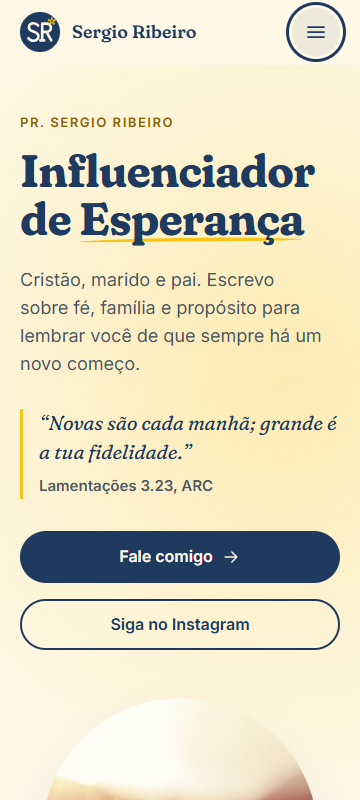 SR
Sergio Ribeiro
PR. SERGIO RIBEIRO
Influenciador
de Esperança
Cristão, marido e pai. Escrevo
sobre fé, família e propósito para
lembrar você de que sempre há um
novo começo.
“Novas são cada manhã; grande é
a tua fidelidade.”
Lamentações 3.23, ARC
Fale comigo →
Siga no Instagram